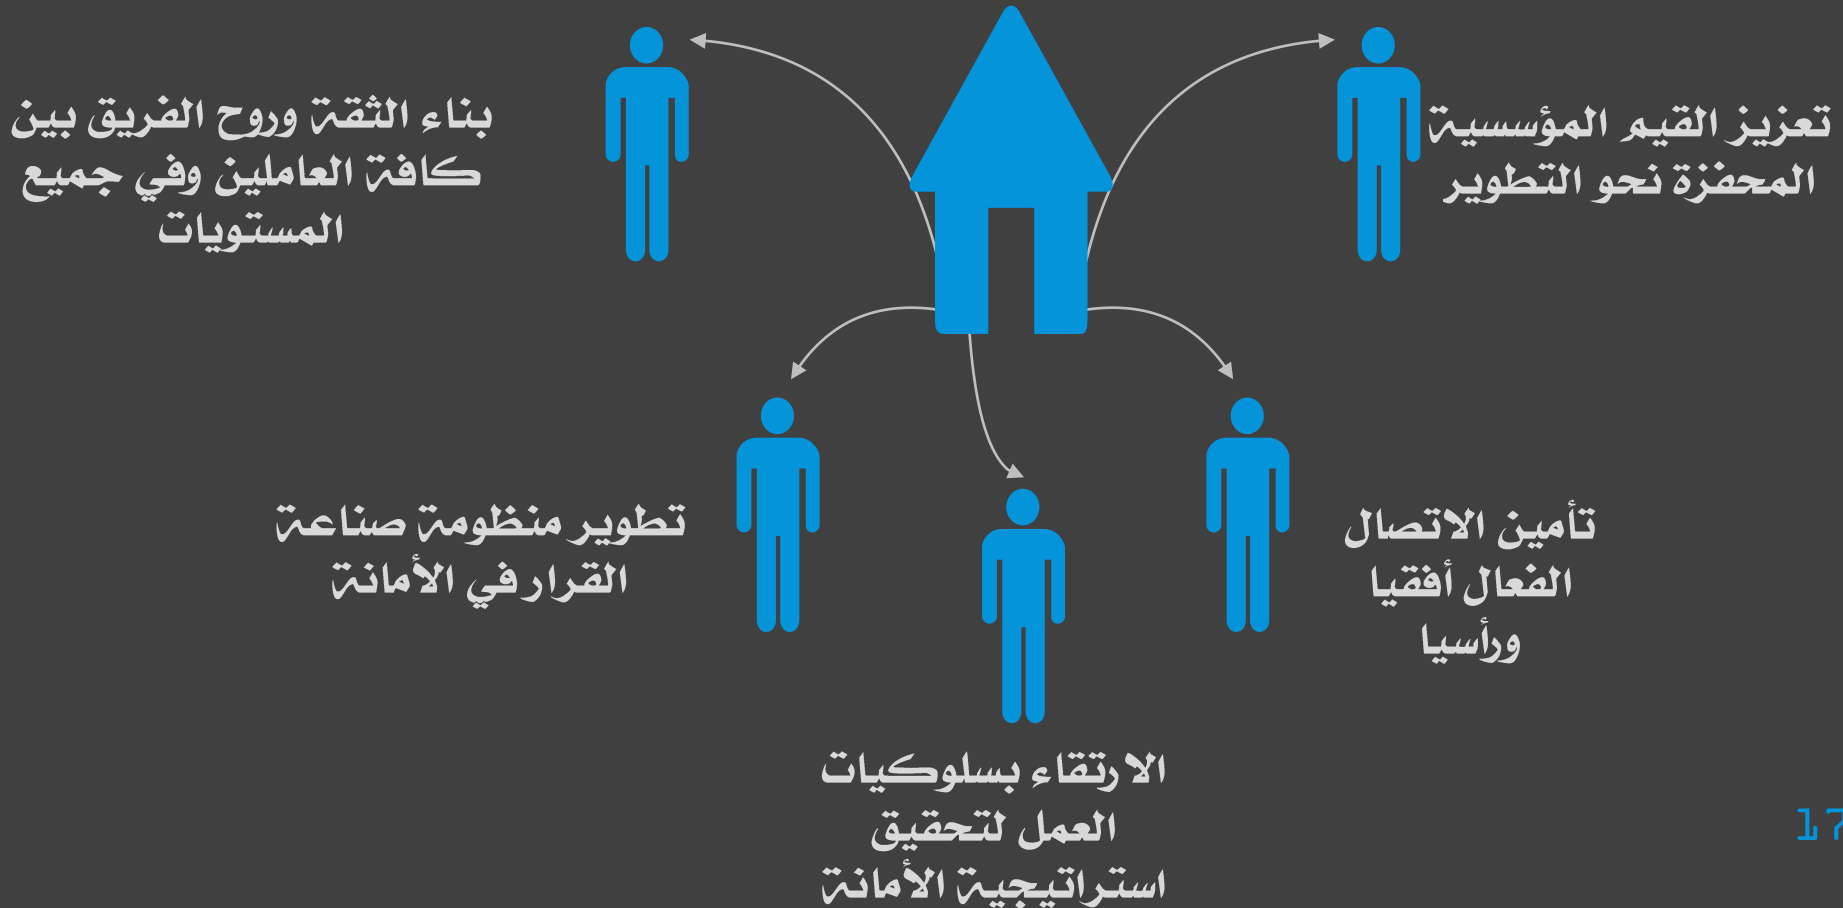 تعزيز القيم المؤسسية
المحفزة نحو التطوير
بناء الثقة وروح الفريق بين
كافة العاملين وفي جميع
المستويات
تأمين الاتصال
الفعال أفقيا
ورأسيا
تطوير منظومة صناعة
القرار في الأمانة
الارتقاء بسلوكيات
العمل لتحقيق
استراتيجية الأمانة
17